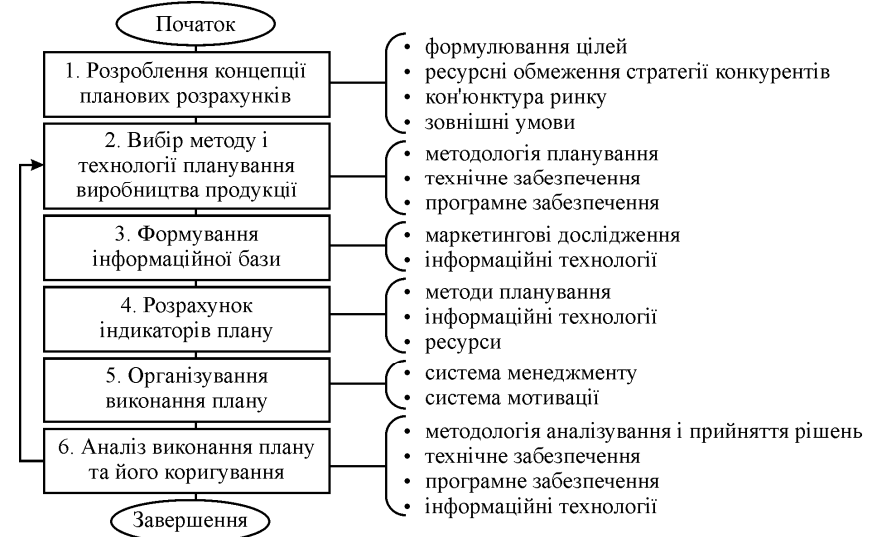 Початок
1. Розроблення концепції
планових розрахунків
• формулювання цілей
• ресурсні обмеження стратегії конкурентів
• кон'юнктура ринку
• зовнішні умови
2. Вибір методу і
технології планування
виробництва продукції
• методологія планування
• технічне забезпечення
• програмне забезпечення
3. Формування
інформаційної бази
• маркетингові дослідження
• інформаційні технології
4. Розрахунок
індикаторів плану
• методи планування
• інформаційні технології
• ресурси
5. Організування
виконання плану
• система менеджменту
• система мотивації
6. Аналіз виконання плану
та його коригування
• методологія аналізування і прийняття рішень
• технічне забезпечення
• програмне забезпечення
• інформаційні технології
Завершення